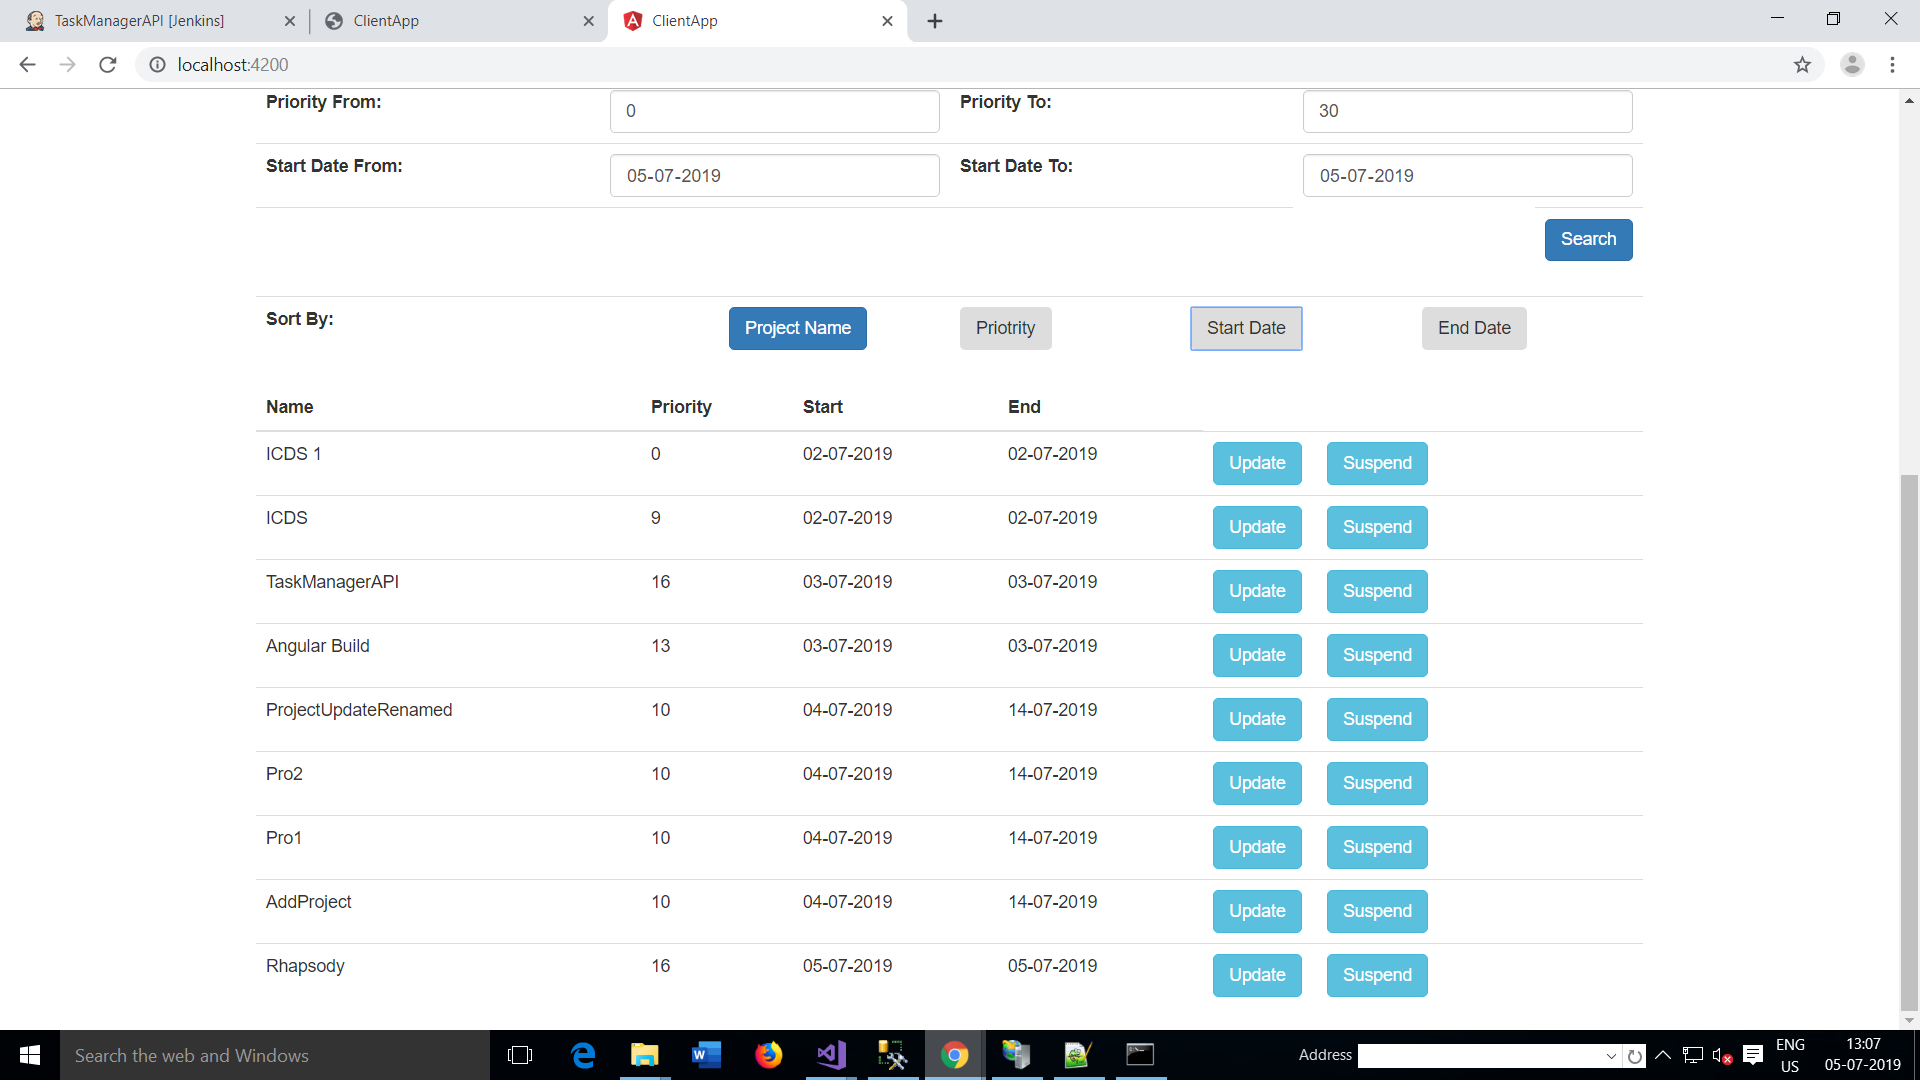 TaskManagerAPI [Jenkins] ClientApp ClientApp
localhost:4200
Priority From: 0 Priority To: 30
Start Date From: 05-07-2019 Start Date To: 05-07-2019
Search
Sort By: Project Name Priotrity Start Date End Date
Name Priority Start End
ICDS 1 0 02-07-2019 02-07-2019 Update Suspend
ICDS 9 02-07-2019 02-07-2019 Update Suspend
TaskManagerAPI 16 03-07-2019 03-07-2019 Update Suspend
Angular Build 13 03-07-2019 03-07-2019 Update Suspend
ProjectUpdateRenamed 10 04-07-2019 14-07-2019 Update Suspend
Pro2 10 04-07-2019 14-07-2019 Update Suspend
Pro1 10 04-07-2019 14-07-2019 Update Suspend
AddProject 10 04-07-2019 14-07-2019 Update Suspend
Rhapsody 16 05-07-2019 05-07-2019 Update Suspend
Search the web and Windows Address ENG 13:07
US 05-07-2019